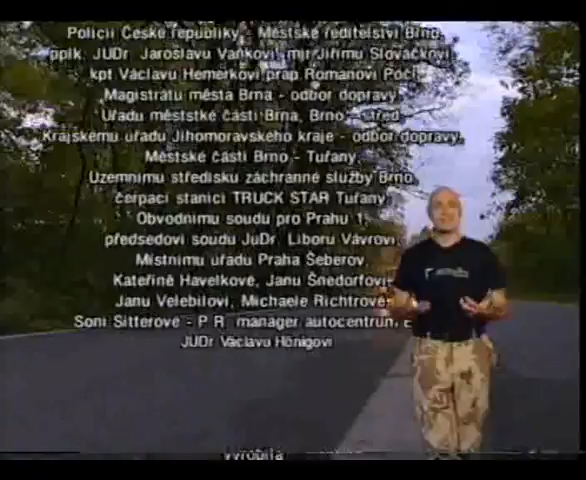 Policii České republiky - Městské ředitelství Brno,
pplk. JUDr. Jaroslavu Vaňkovi, mjr. Jiřímu Slováčkovi,
kpt. Václavu Hemerkovi, prap. Romanovi
Magistrátu města Brna - odbor dopravy
Úřadu městské části Brna, Brno - střed
Krajskému úřadu Jihomoravského kraje - odbor dopravy,
Městské části Brno - Tuřany
Územnímu středisku záchranné služby Brno,
čerpací stanici TRUCK STAR Tuřany
Obvodnímu soudu pro Prahu 1,
předsedovi soudu JuDr. Liboru Vávrovi,
Místnímu úřadu Praha Šeberov,
Kateřině Havelkové, Janu Šnedorfovi
Janu Velebilovi, Michaele Richtrové
Soni Sitterové - P.R. manager autocentrum,
JUDr Václavu Hönigovi
Vyrobila